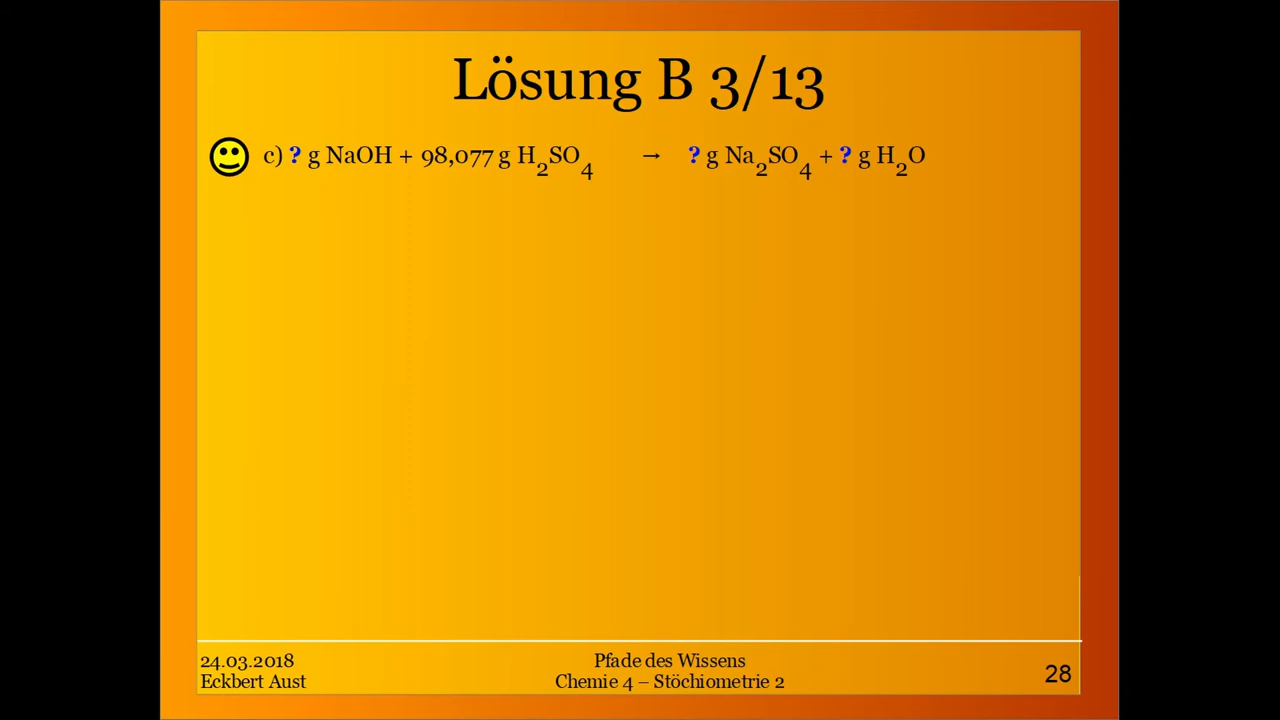 Lösung B 3/13
c) ? g NaOH + 98,077 g H₂SO₄ → ? g Na₂SO₄ + ? g H₂O
24.03.2018
Eckbert Aust
Pfade des Wissens
Chemie 4 – Stöchiometrie 2
28